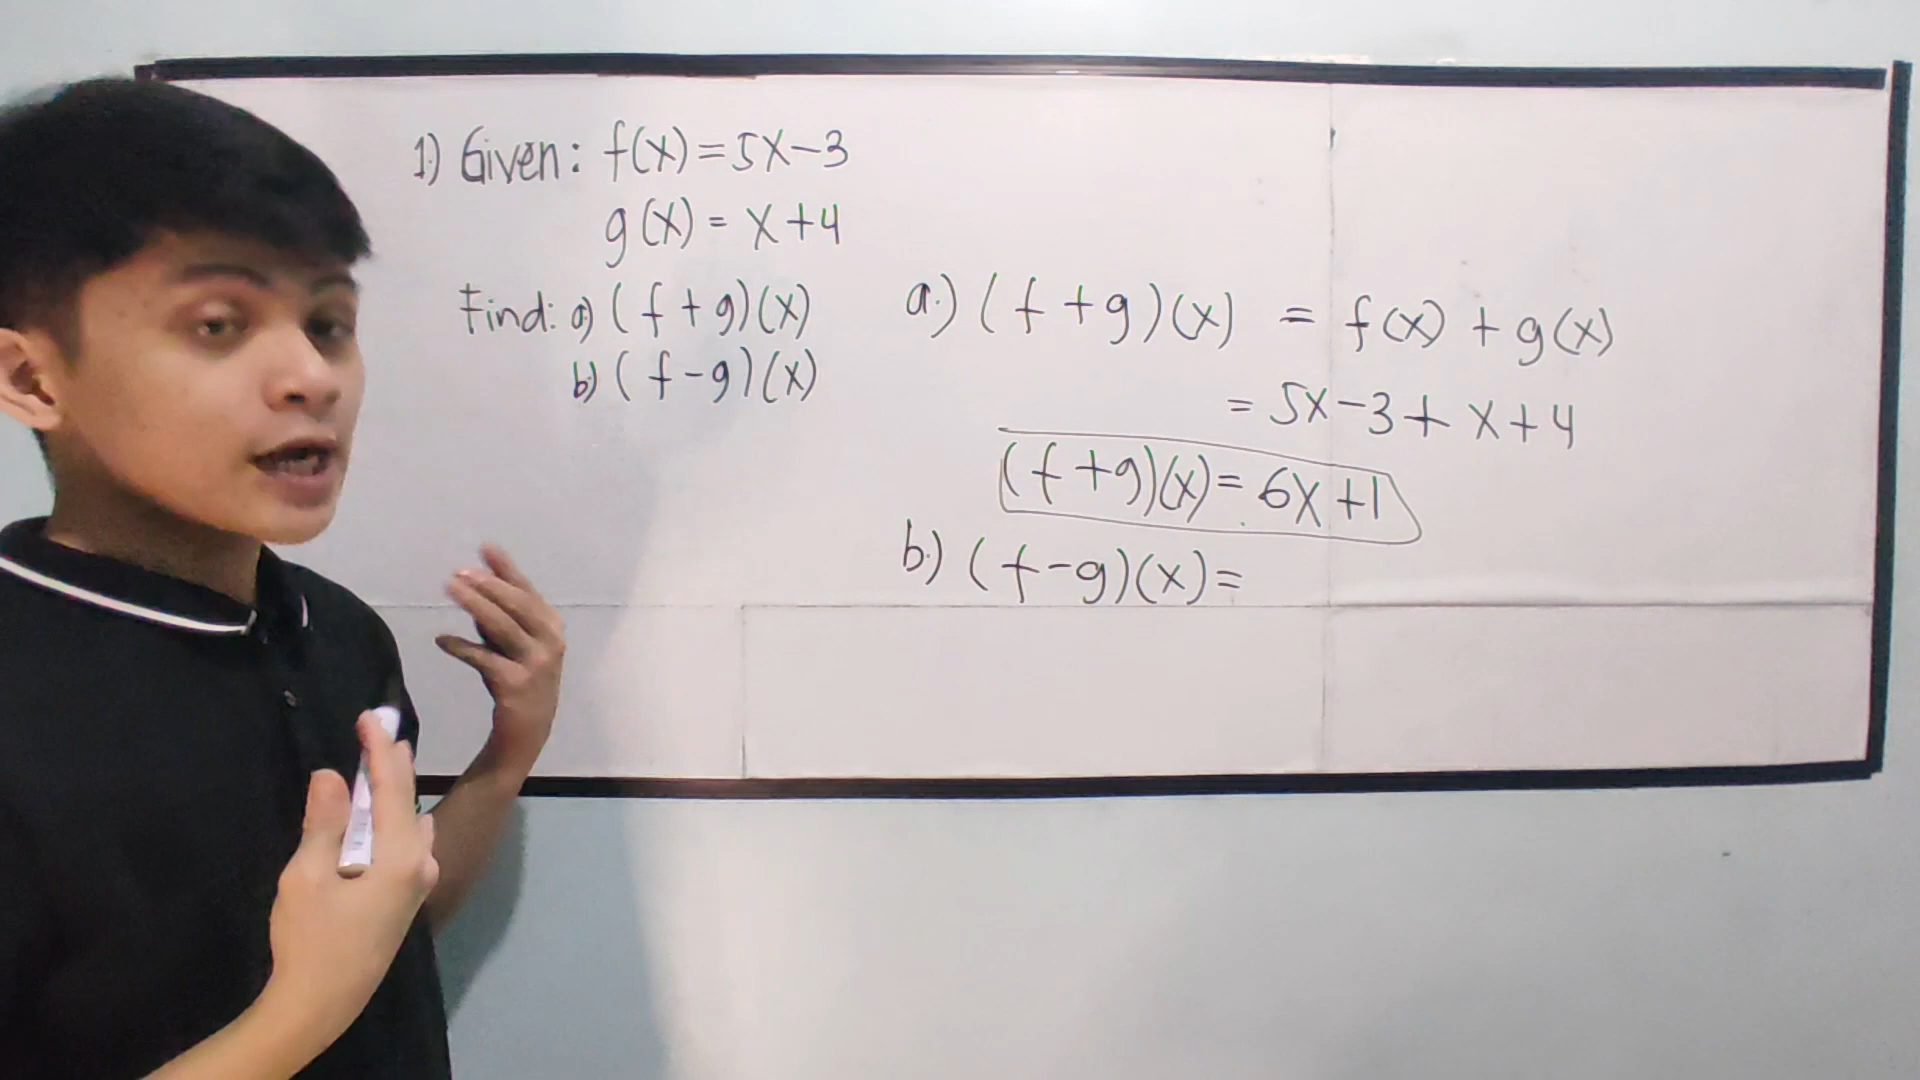 1.) Given: f(x)=5x-3
g(x) = x+4
Find: a.) (f+g)(x)
b.) (f-g)(x)
a.) (f+g)(x) = f(x) + g(x)
= 5x-3+x+4
(f+g)(x) = 6x+1
b.) (f-g)(x)=